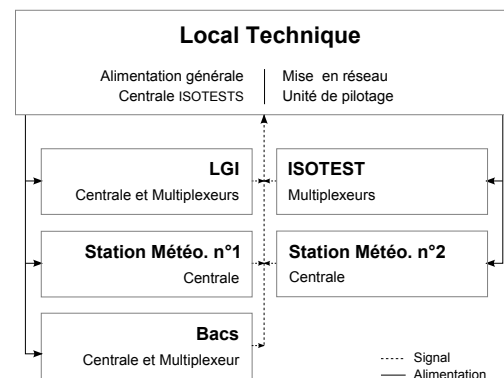 Local Technique
Alimentation générale
Centrale ISOTESTS
Mise en réseau
Unité de pilotage
LGI
Centrale et Multiplexeurs
ISOTEST
Multiplexeurs
Station Météo. n°1
Centrale
Station Météo. n°2
Centrale
Bacs
Centrale et Multiplexeur
Signal
Alimentation